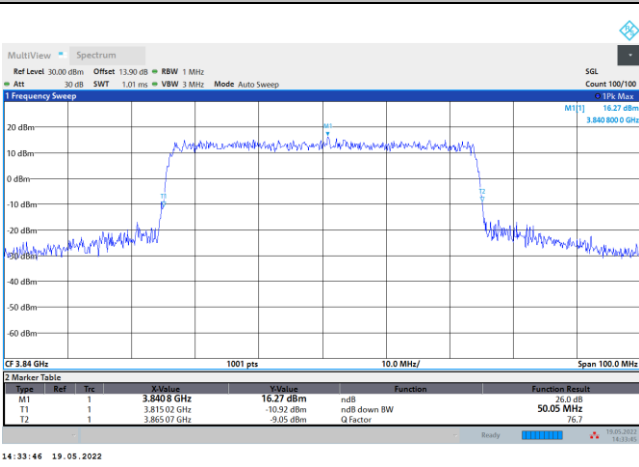 MultiView Spectrum
Ref Level 30.00 dBm Offset 13.90 dB RBW 1 MHz SGL
Att 30 dB SWT 1.01 ms VBW 3 MHz Mode Auto Sweep Count 100/100
1 Frequency Sweep 1Pk Max
M1[1] 16.27 dBm
3.840 800 0 GHz
M1
20 dBm
10 dBm
0 dBm
T1 T2
-10 dBm
-20 dBm
-30 dBm
-40 dBm
-50 dBm
-60 dBm
CF 3.84 GHz 1001 pts 10.0 MHz/ Span 100.0 MHz
2 Marker Table
Type Ref Trc X-Value Y-Value Function Function Result
M1 1 3.840 8 GHz 16.27 dBm ndB 26.0 dB
T1 1 3.815 02 GHz -10.92 dBm ndB down BW 50.05 MHz
T2 1 3.865 07 GHz -9.05 dBm Q Factor 76.7
Ready 19.05.2022
14:33:45
14:33:46 19.05.2022